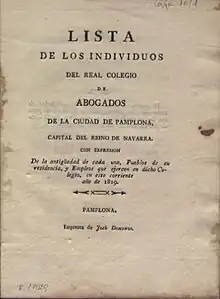 LISTA
DE LOS INDIVIDUOS
DEL REAL COLEGIO
DE
ABOGADOS
DE LA CIUDAD DE PAMPLONA,
CAPITAL DEL REINO DE NAVARRA.
CON EXPRESION
De la antigüedad de cada uno, Pueblos de su
residencia, y Empleos que ejercen en dicho Co-
legio, en este corriente
año de 1819.
PAMPLONA,
Imprenta de José Domingo.